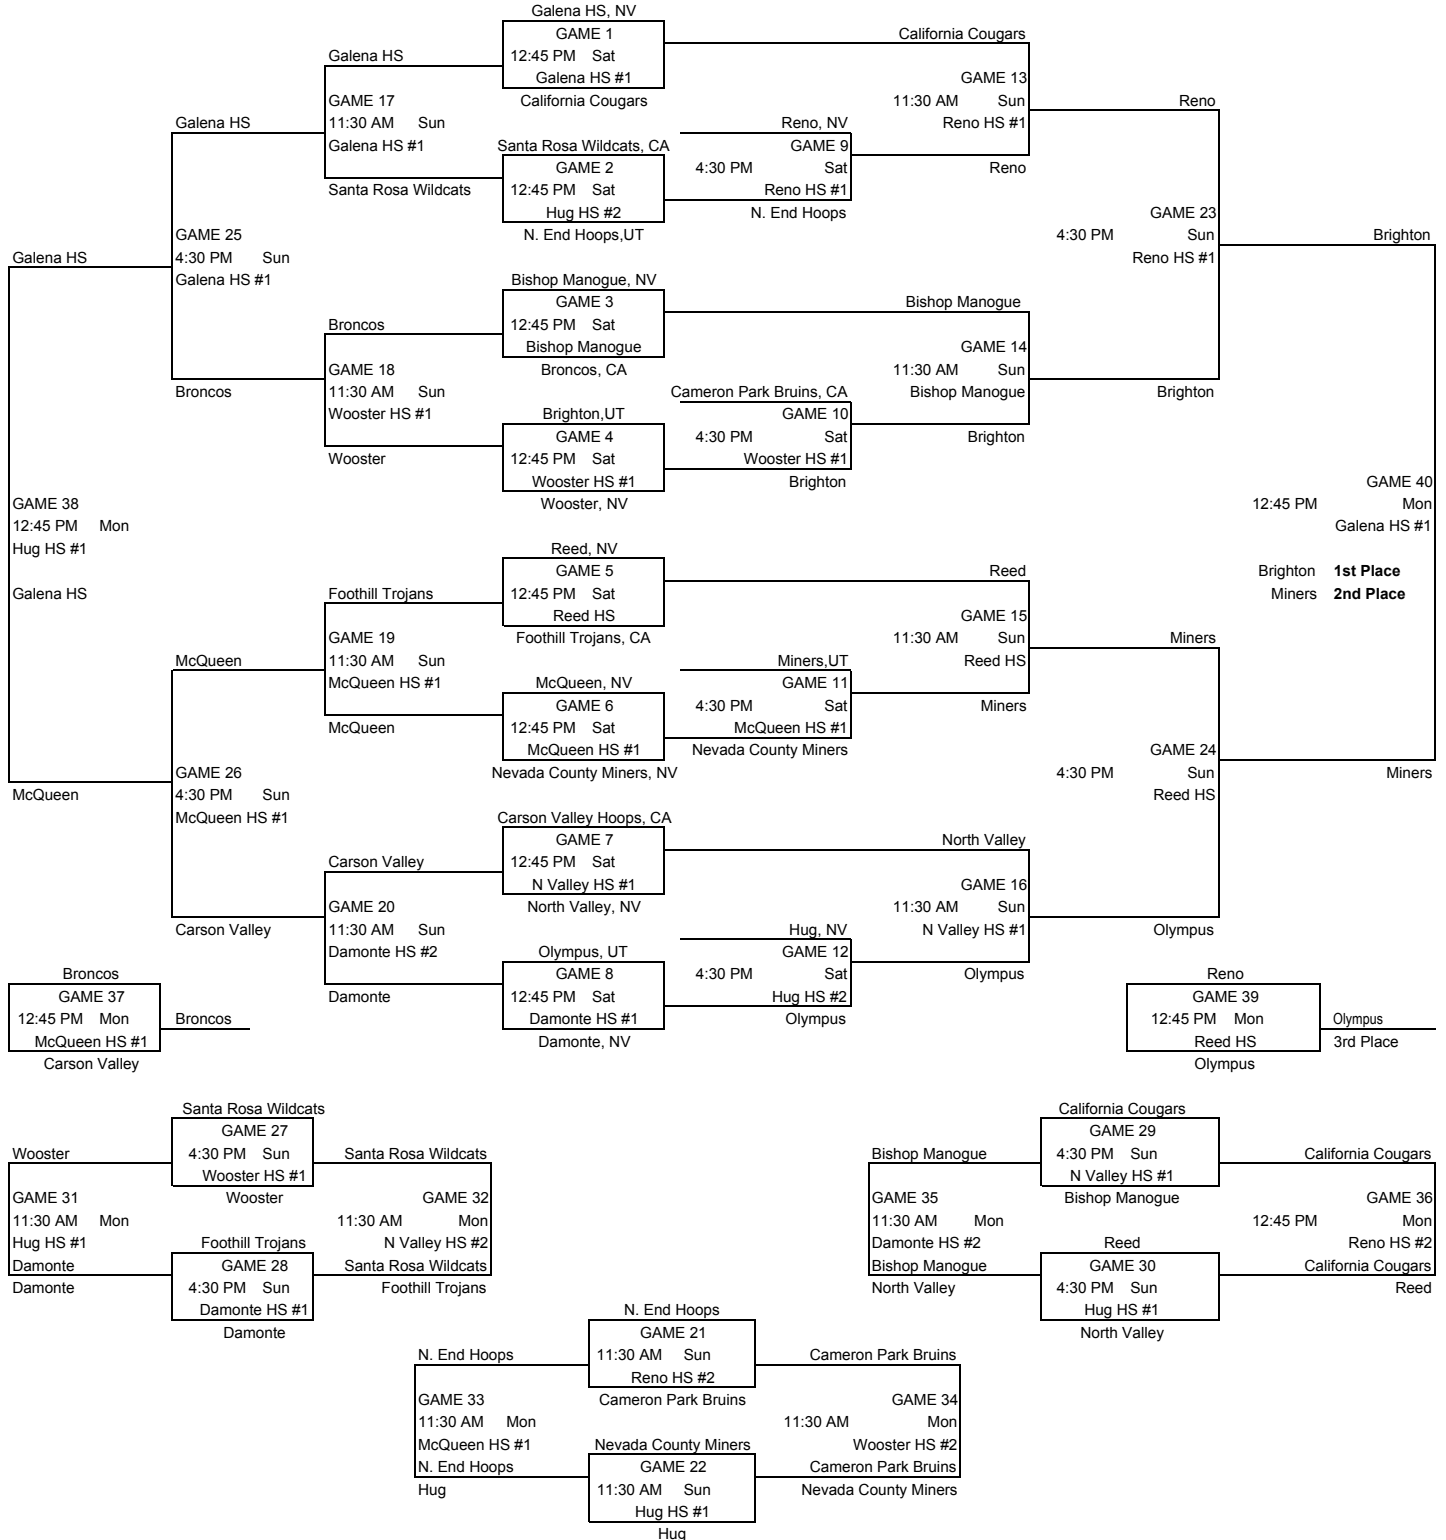 Galena HS, NV
GAME 1
12:45 PM Sat
Galena HS #1
California Cougars
Galena HS
California Cougars
GAME 13
11:30 AM Sun
Reno HS #1
GAME 17
11:30 AM Sun
Galena HS #1
Galena HS
Reno
Reno, NV
GAME 9
4:30 PM Sat
Reno HS #1
N. End Hoops
Santa Rosa Wildcats, CA
GAME 2
12:45 PM Sat
Hug HS #2
N. End Hoops,UT
Santa Rosa Wildcats
Reno
GAME 25
4:30 PM Sun
Galena HS #1
Galena HS
GAME 23
4:30 PM Sun
Reno HS #1
Brighton
Bishop Manogue, NV
GAME 3
12:45 PM Sat
Bishop Manogue
Broncos, CA
Broncos
Bishop Manogue
GAME 18
11:30 AM Sun
Wooster HS #1
Broncos
GAME 14
11:30 AM Sun
Bishop Manogue
Brighton
Cameron Park Bruins, CA
GAME 10
4:30 PM Sat
Wooster HS #1
Brighton
Brighton,UT
GAME 4
12:45 PM Sat
Wooster HS #1
Wooster, NV
Wooster
Brighton
GAME 38
12:45 PM Mon
Hug HS #1
Galena HS
GAME 40
12:45 PM Mon
Galena HS #1
Brighton 1st Place
Miners 2nd Place
Reed, NV
GAME 5
12:45 PM Sat
Reed HS
Foothill Trojans, CA
Foothill Trojans
Reed
GAME 19
11:30 AM Sun
McQueen HS #1
McQueen
GAME 15
11:30 AM Sun
Reed HS
Miners
Miners,UT
GAME 11
4:30 PM Sat
McQueen HS #1
Nevada County Miners
McQueen, NV
GAME 6
12:45 PM Sat
McQueen HS #1
Nevada County Miners, NV
McQueen
Miners
GAME 26
4:30 PM Sun
McQueen HS #1
McQueen
GAME 24
4:30 PM Sun
Reed HS
Miners
Carson Valley Hoops, CA
GAME 7
12:45 PM Sat
N Valley HS #1
North Valley, NV
Carson Valley
North Valley
GAME 20
11:30 AM Sun
Damonte HS #2
Carson Valley
GAME 16
11:30 AM Sun
N Valley HS #1
Olympus
Hug, NV
GAME 12
4:30 PM Sat
Hug HS #2
Olympus
Olympus, UT
GAME 8
12:45 PM Sat
Damonte HS #1
Damonte, NV
Damonte
Olympus
Broncos
GAME 37
12:45 PM Mon
McQueen HS #1
Carson Valley
Broncos
Reno
GAME 39
12:45 PM Mon
Reed HS
Olympus
Olympus
3rd Place
Santa Rosa Wildcats
GAME 27
4:30 PM Sun
Wooster HS #1
Wooster
Wooster
Santa Rosa Wildcats
GAME 31
11:30 AM Mon
Hug HS #1
Damonte
Damonte
GAME 32
11:30 AM Mon
N Valley HS #2
Santa Rosa Wildcats
Foothill Trojans
Foothill Trojans
GAME 28
4:30 PM Sun
Damonte HS #1
Damonte
California Cougars
GAME 29
4:30 PM Sun
N Valley HS #1
Bishop Manogue
Bishop Manogue
California Cougars
GAME 35
11:30 AM Mon
Damonte HS #2
Bishop Manogue
North Valley
GAME 36
12:45 PM Mon
Reno HS #2
California Cougars
Reed
Reed
GAME 30
4:30 PM Sun
Hug HS #1
North Valley
N. End Hoops
GAME 21
11:30 AM Sun
Reno HS #2
Cameron Park Bruins
N. End Hoops
Cameron Park Bruins
GAME 33
11:30 AM Mon
McQueen HS #1
N. End Hoops
Hug
GAME 34
11:30 AM Mon
Wooster HS #2
Cameron Park Bruins
Nevada County Miners
Nevada County Miners
GAME 22
11:30 AM Sun
Hug HS #1
Hug